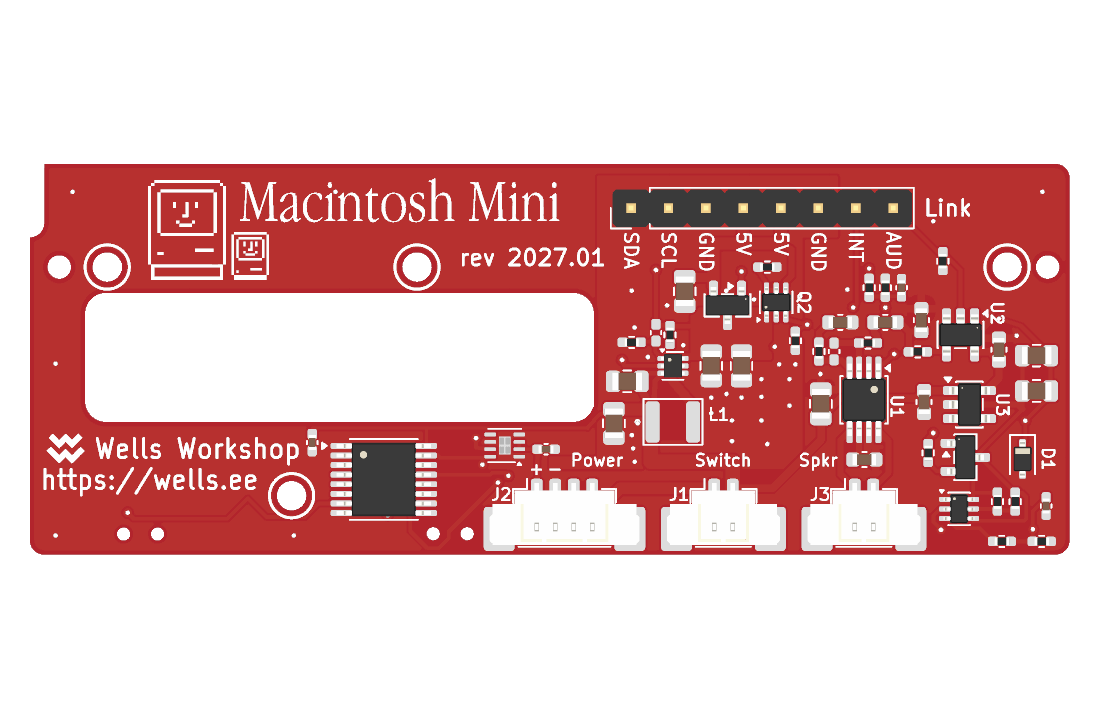 Macintosh Mini
rev 2027.01
Link
SDA
SCL
GND
5V
5V
GND
INT
AUD
Q2
U2
U1
U3
L1
D1
Wells Workshop
https://wells.ee
+ -
Power
Switch
Spkr
J2
J1
J3